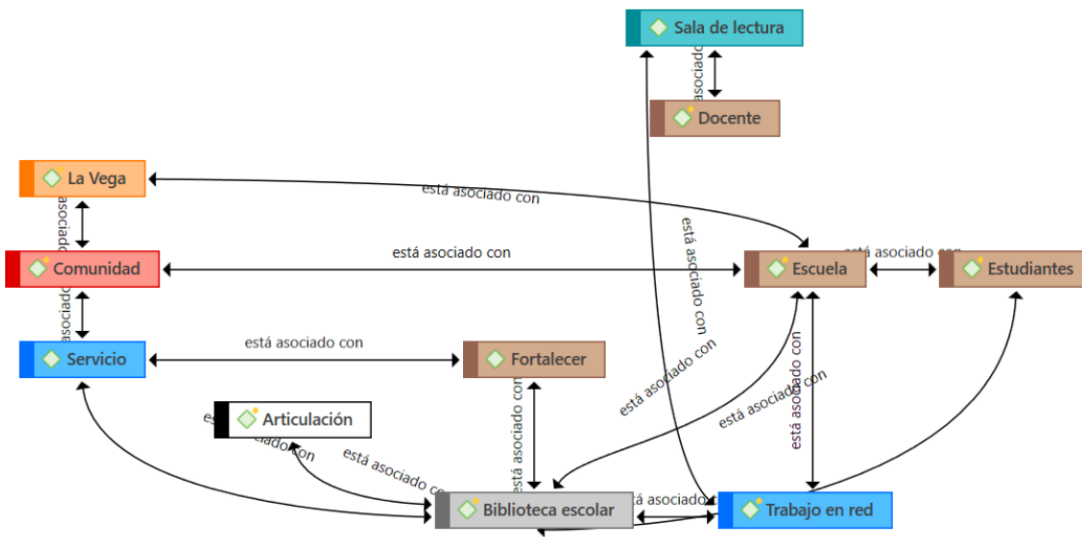 Sala de lectura
asociado
Docente
La Vega
está asociado con
asociado
está asociado con
Comunidad
está asociado con
Escuela
está asociado con
Estudiantes
asociado
Servicio
está asociado con
Fortalecer
está asociado con
está asociado con
está asociado con
Articulación
está asociado con
está asociado con
está asociado con
Biblioteca escolar
está asociado con
Trabajo en red